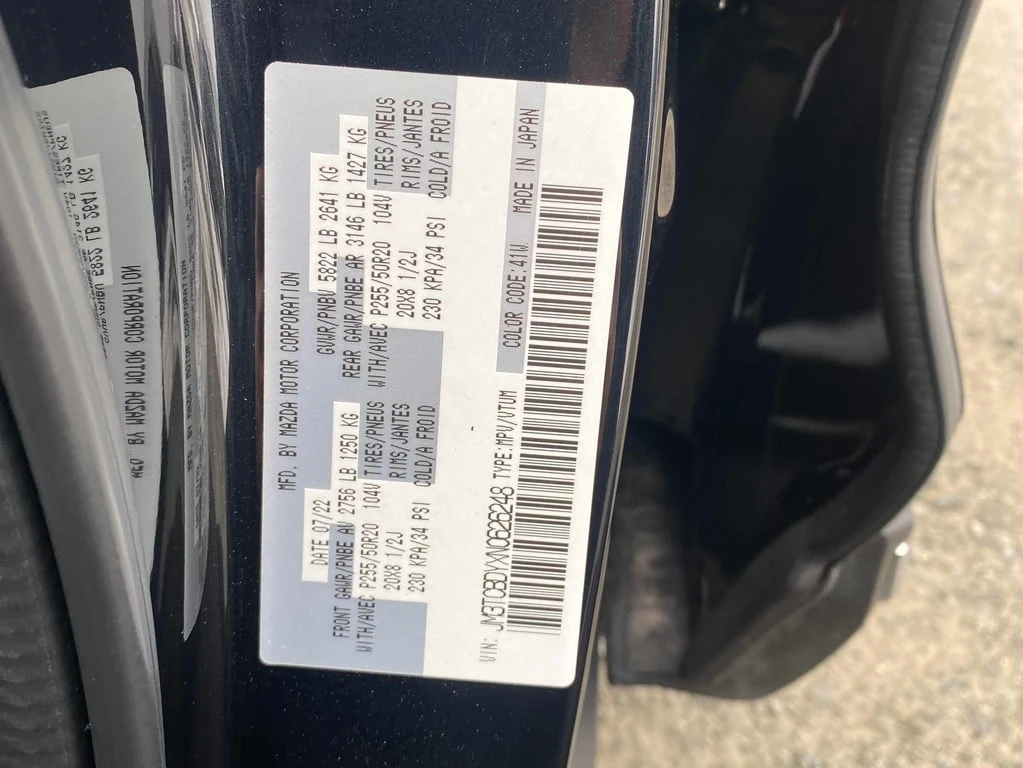 MFD. BY MAZDA MOTOR CORPORATION
DATE 07/22 GVWR/PNBV 5822 LB 2641 KG
FRONT GAWR/PNBE AV 2756 LB 1250 KG REAR GAWR/PNBE AR 3146 LB 1427 KG
WITH/AVEC P255/50R20 104V TIRES/PNEUS WITH/AVEC P255/50R20 104V TIRES/PNEUS
20X8 1/2J RIMS/JANTES 20X8 1/2J RIMS/JANTES
230 KPA/34 PSI COLD/A FROID 230 KPA/34 PSI COLD/A FROID
VIN: JM3TCBDYXN0626248 TYPE:MPV/VTUM COLOR CODE:41W MADE IN JAPAN